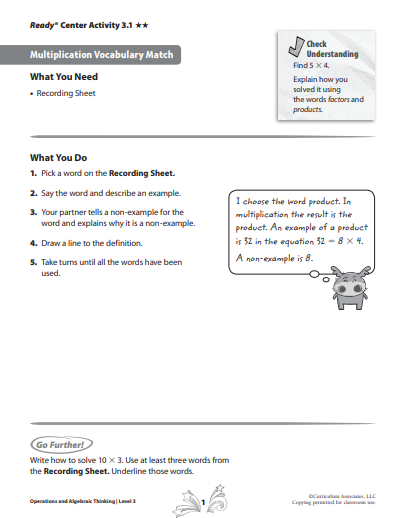 Ready® Center Activity 3.1 ★★
Multiplication Vocabulary Match
What You Need
• Recording Sheet
Check
Understanding
Find 5 × 4.
Explain how you
solved it using
the words factors and
products.
What You Do
1. Pick a word on the Recording Sheet.
2. Say the word and describe an example.
3. Your partner tells a non-example for the
word and explains why it is a non-example.
4. Draw a line to the definition.
5. Take turns until all the words have been
used.
I choose the word product. In
multiplication the result is the
product. An example of a product
is 32 in the equation 32 = 8 × 4.
A non-example is 8.
Go Further!
Write how to solve 10 × 3. Use at least three words from
the Recording Sheet. Underline those words.
Operations and Algebraic Thinking | Level 3
1
©Curriculum Associates, LLC
Copying permitted for classroom use.